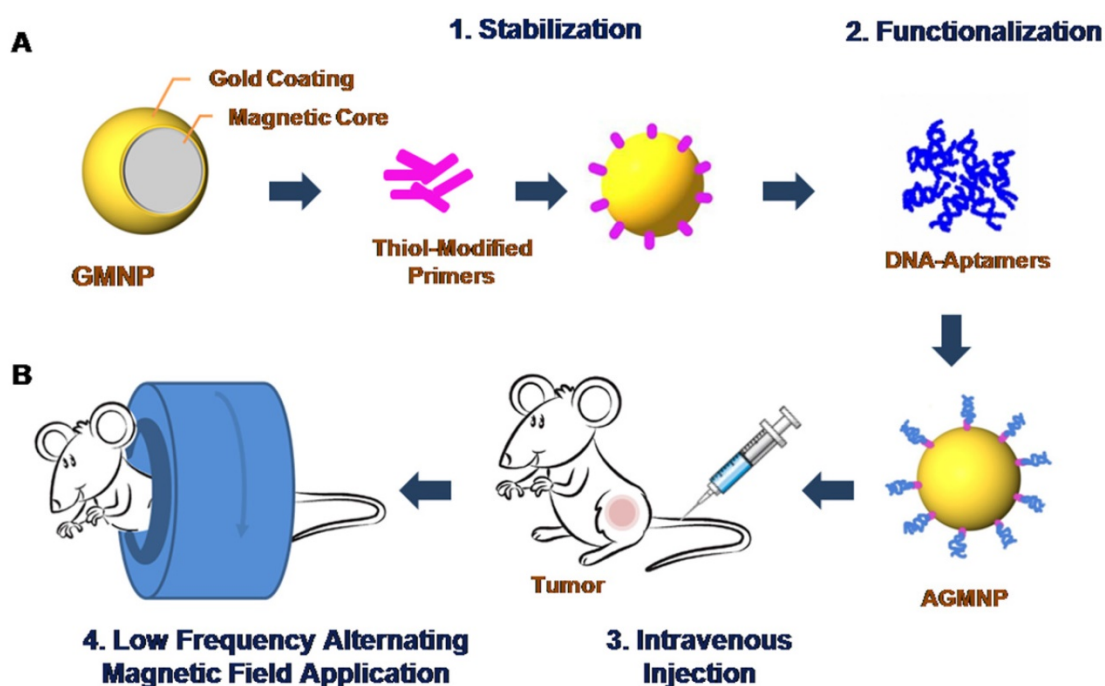 A
1. Stabilization
2. Functionalization
Gold Coating
Magnetic Core
GMNP
Thiol-Modified
Primers
DNA-Aptamers
B
Tumor
AGMNP
4. Low Frequency Alternating
Magnetic Field Application
3. Intravenous
Injection